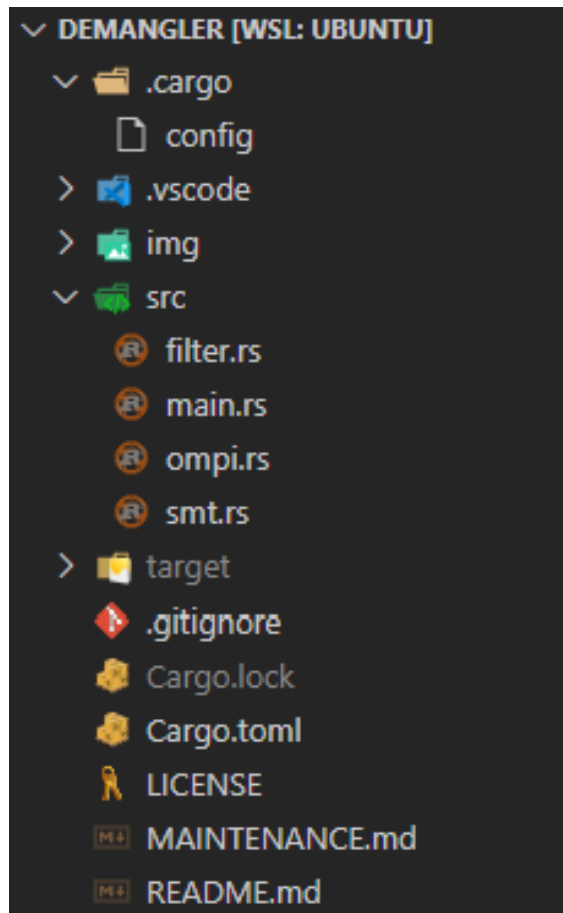 DEMANGLER [WSL: UBUNTU]
.cargo
config
.vscode
img
src
filter.rs
main.rs
ompi.rs
smt.rs
target
.gitignore
Cargo.lock
Cargo.toml
LICENSE
MAINTENANCE.md
README.md